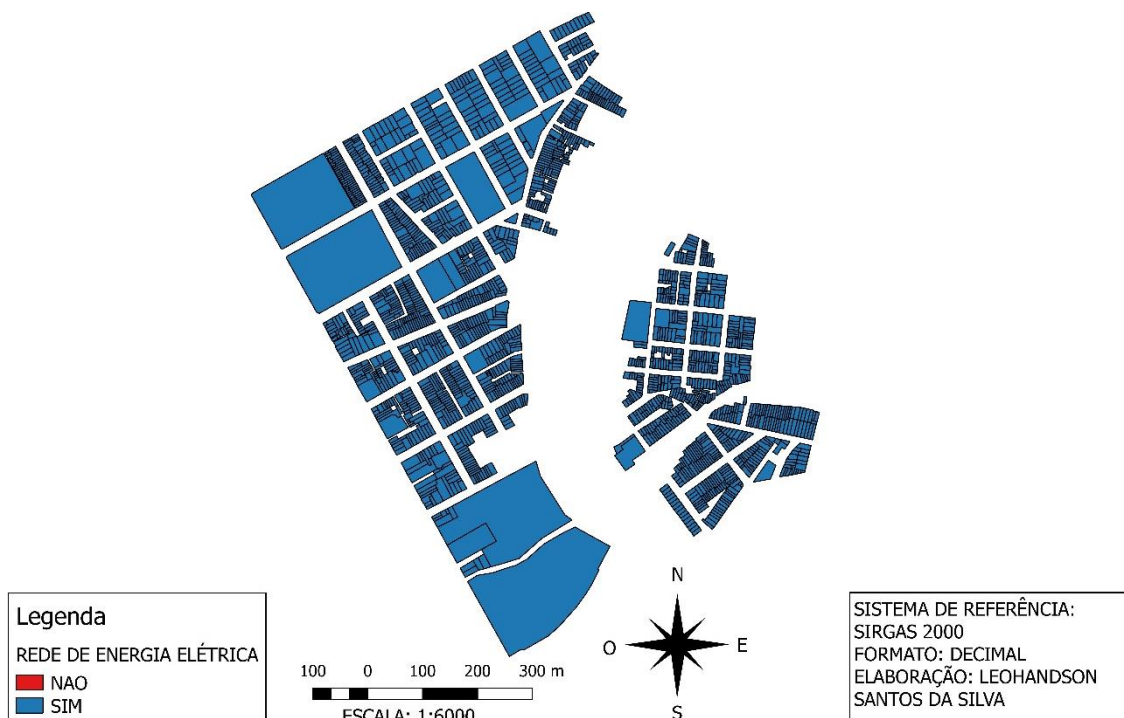 N
O
E
S
Legenda
REDE DE ENERGIA ELÉTRICA
NAO
SIM
100 0 100 200 300 m
ESCALA: 1:6000
SISTEMA DE REFERÊNCIA:
SIRGAS 2000
FORMATO: DECIMAL
ELABORAÇÃO: LEOHANDSON
SANTOS DA SILVA